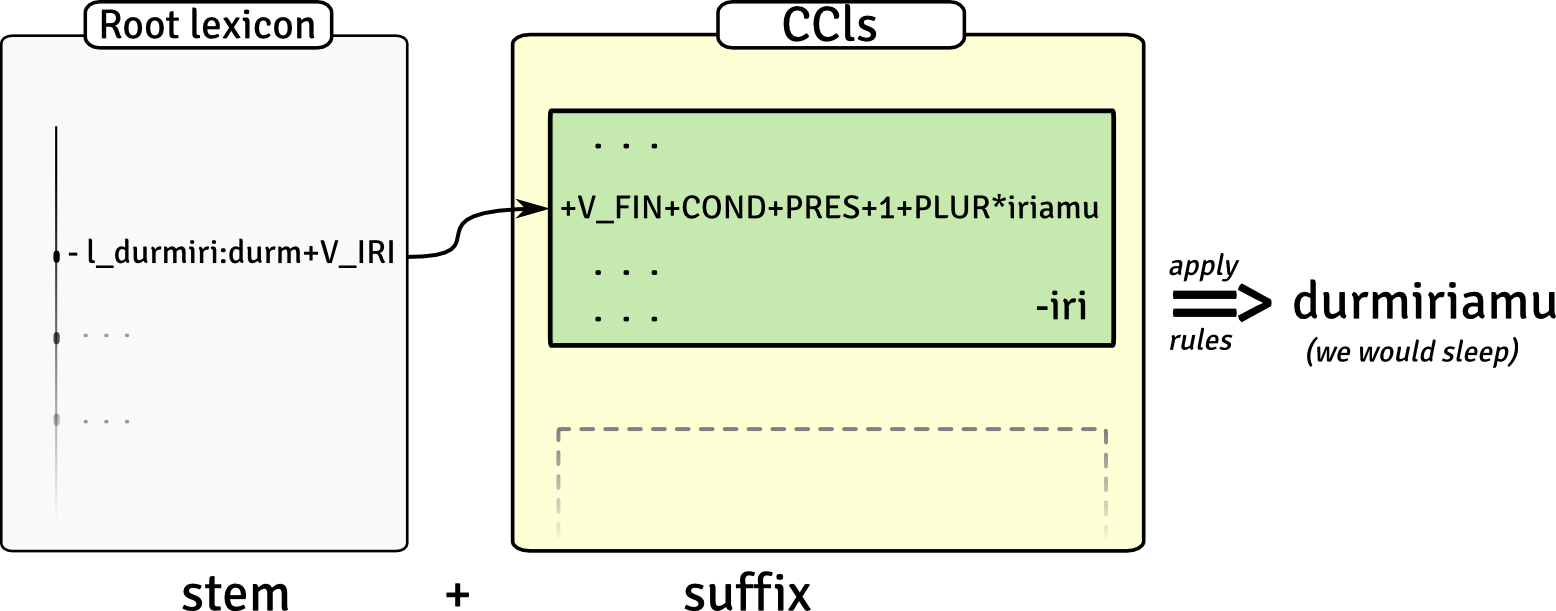 Root lexicon
- l_durmiri:durm+V_IRI
. . .
. . .
CCls
. . .
+V_FIN+COND+PRES+1+PLUR*iriamu
. . .
. . .
-iri
apply
rules
durmiriamu
(we would sleep)
stem + suffix